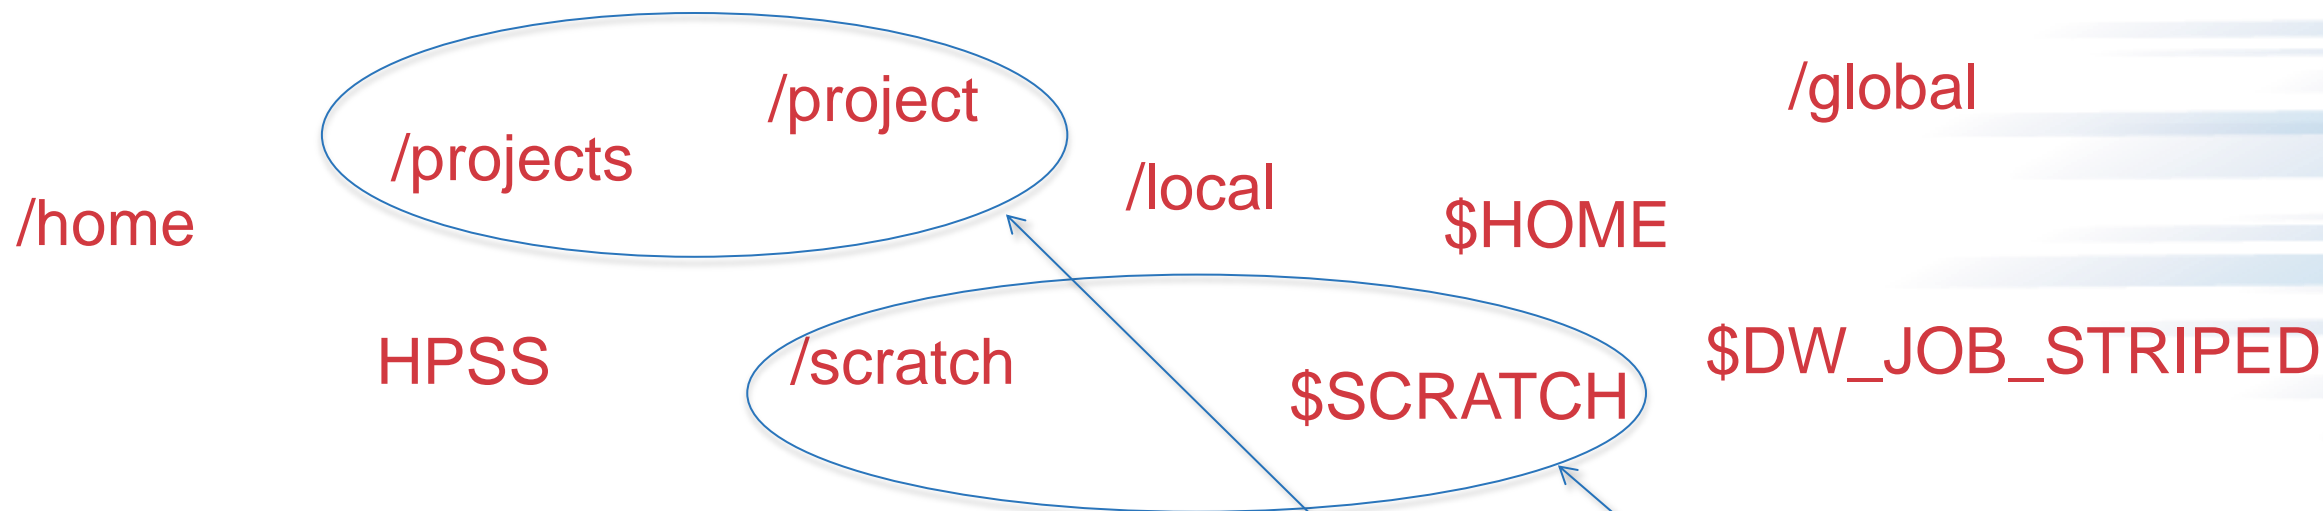 /project
/global
/projects
/local
/home
$HOME
HPSS
/scratch
$DW_JOB_STRIPED
$SCRATCH